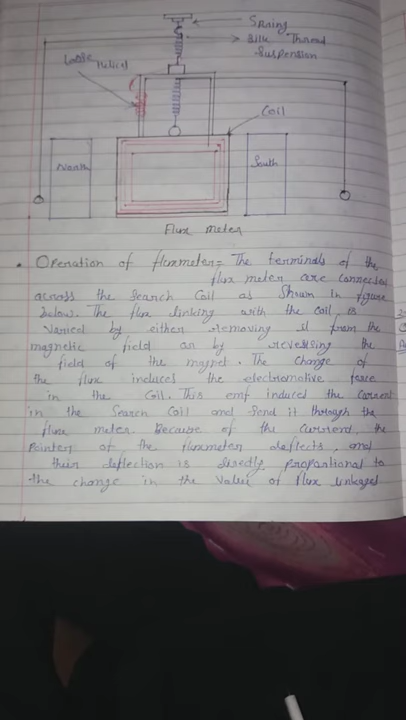 Spring
Silk Thread
Suspension
Loose Helical
Coil
North
South
Flux meter
• Operation of fluxmeter = The terminals of the
flux meter are connected
across the Search Coil as Shown In figure
below. The flux linking with the coil is
Varied by either removing it from the
magnetic field or by reversing the
field of the magnet. The change of
the flux induces the electromotive force
in the Coil. This emf induced the Current
in the Search Coil and Send it through the
flux meter. Because of the Current, the
pointer of the fluxmeter deflects, and
their deflection is directly proportional to
the change in the Value of flux linkaged